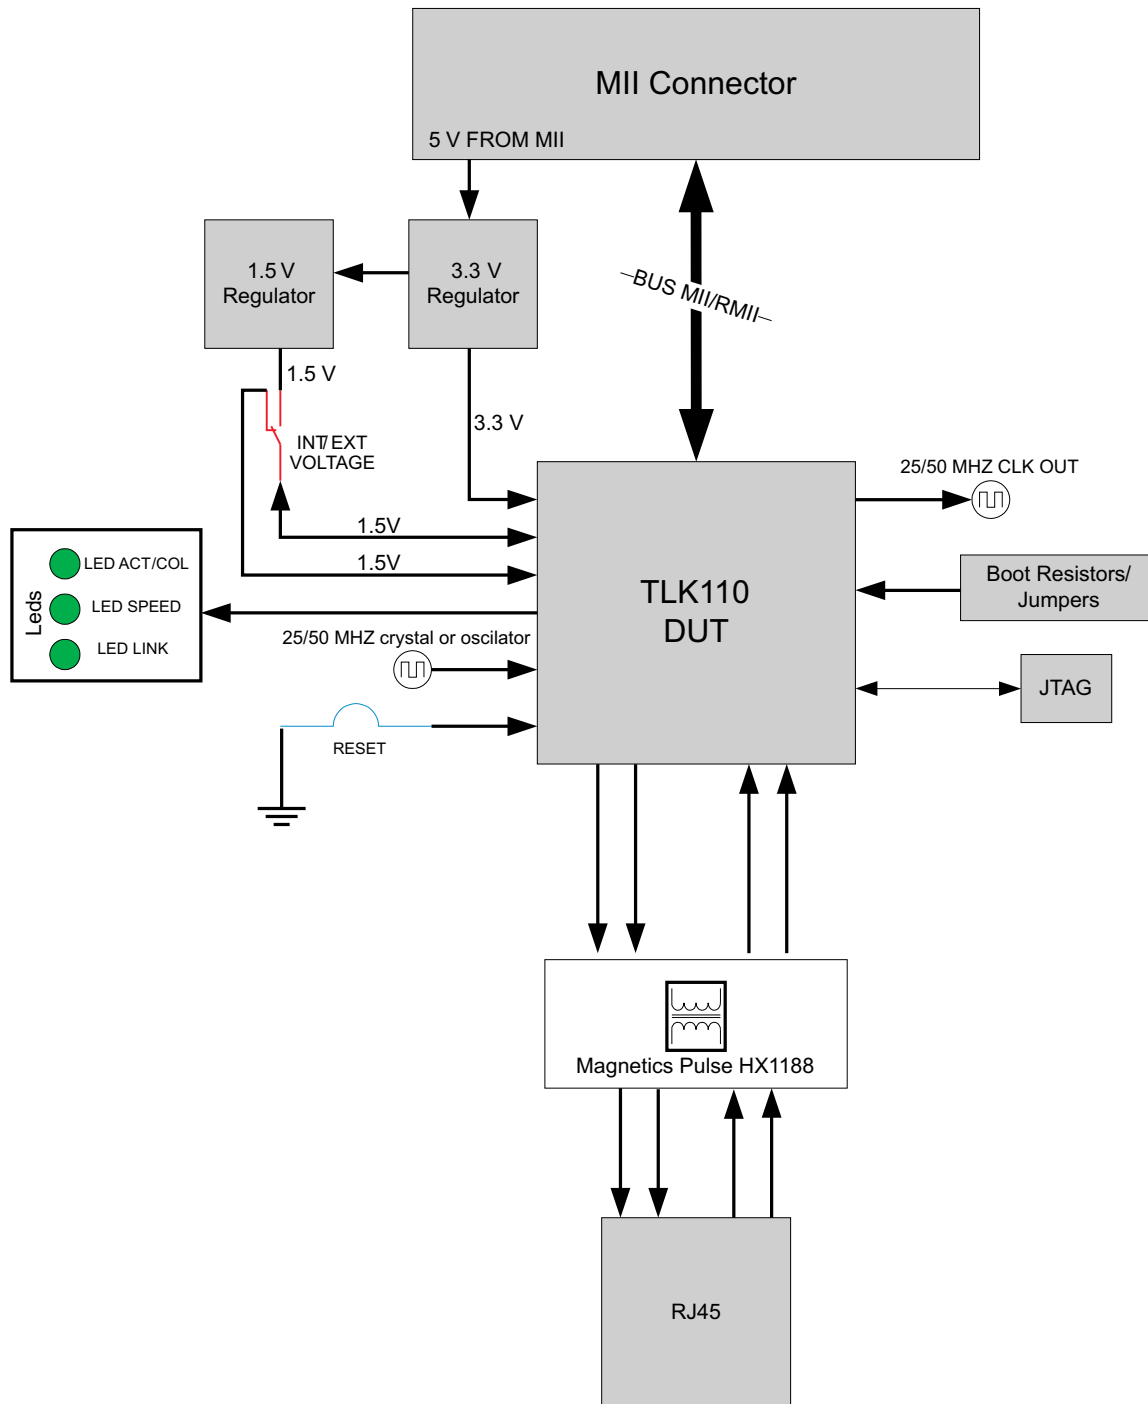 MII Connector
5 V FROM MII
1.5 V
Regulator
3.3 V
Regulator
BUS MII/RMII
1.5 V
3.3 V
INT/EXT
VOLTAGE
25/50 MHZ CLK OUT
1.5V
1.5V
Leds
LED ACT/COL
LED SPEED
LED LINK
TLK110
DUT
Boot Resistors/
Jumpers
25/50 MHZ crystal or oscilator
JTAG
RESET
Magnetics Pulse HX1188
RJ45